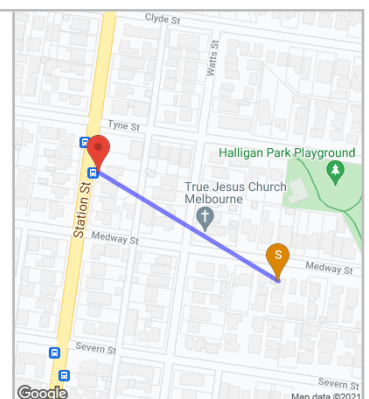 Clyde St
Watts St
Tyne St
Halligan Park Playground
Station St
True Jesus Church
Melbourne
Medway St
S
Medway St
Severn St
Severn St
Google
Map data ©2021